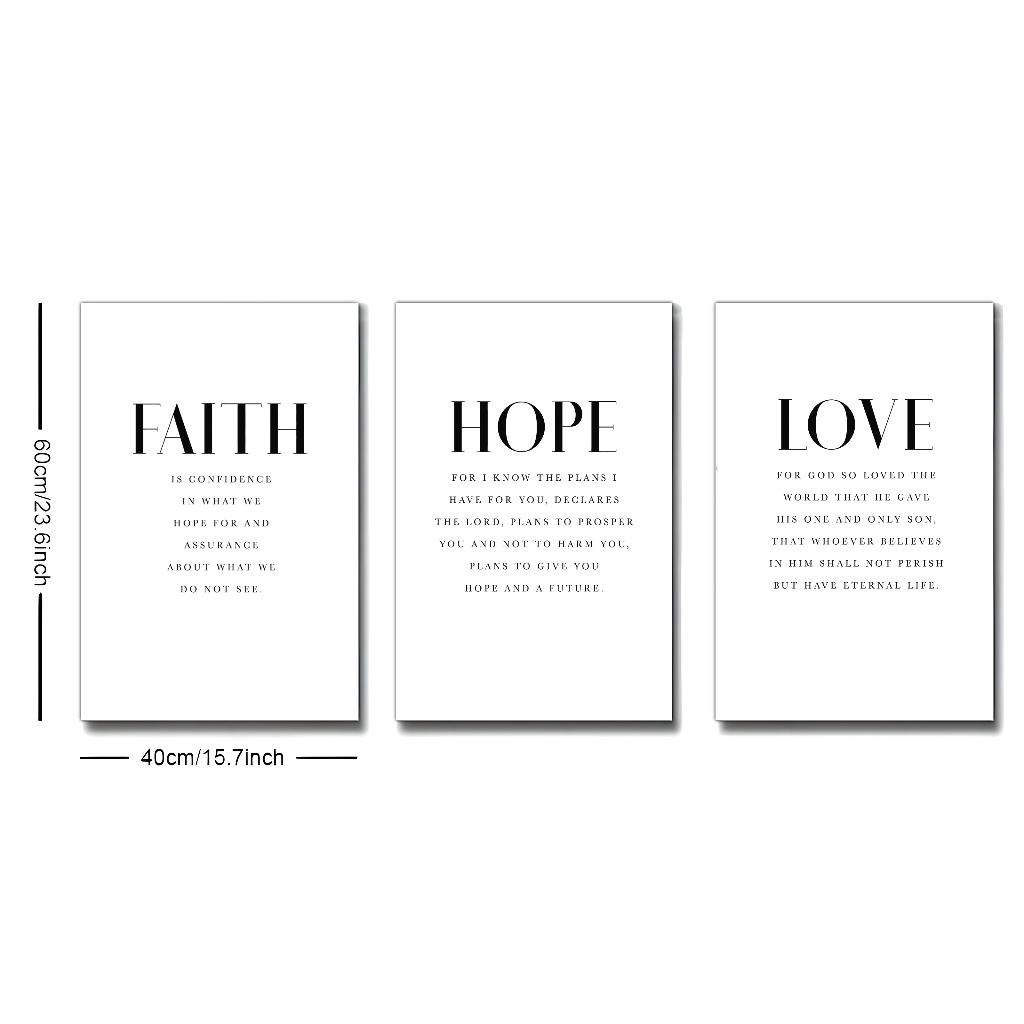 60cm/23.6inch
FAITH
IS CONFIDENCE
IN WHAT WE
HOPE FOR AND
ASSURANCE
ABOUT WHAT WE
DO NOT SEE.
HOPE
FOR I KNOW THE PLANS I
HAVE FOR YOU, DECLARES
THE LORD, PLANS TO PROSPER
YOU AND NOT TO HARM YOU,
PLANS TO GIVE YOU
HOPE AND A FUTURE.
LOVE
FOR GOD SO LOVED THE
WORLD THAT HE GAVE
HIS ONE AND ONLY SON,
THAT WHOEVER BELIEVES
IN HIM SHALL NOT PERISH
BUT HAVE ETERNAL LIFE.
40cm/15.7inch